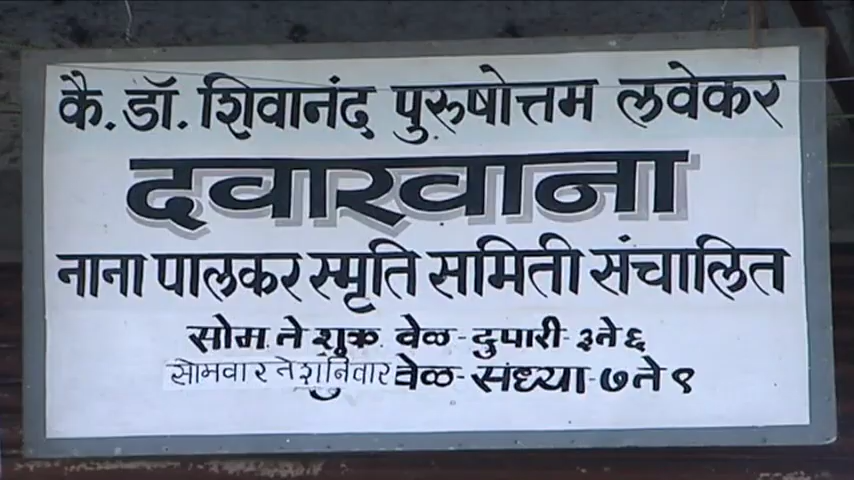 कै. डॉ. शिवानंद पुरुषोत्तम लवेकर
दवाखाना
नाना पालकर स्मृति समिती संचालित
सोम. ते शुक्र. वेळ - दुपारी - ३ ते ६
सोमवार ते शनिवार वेळ - संध्या - ७ ते ९